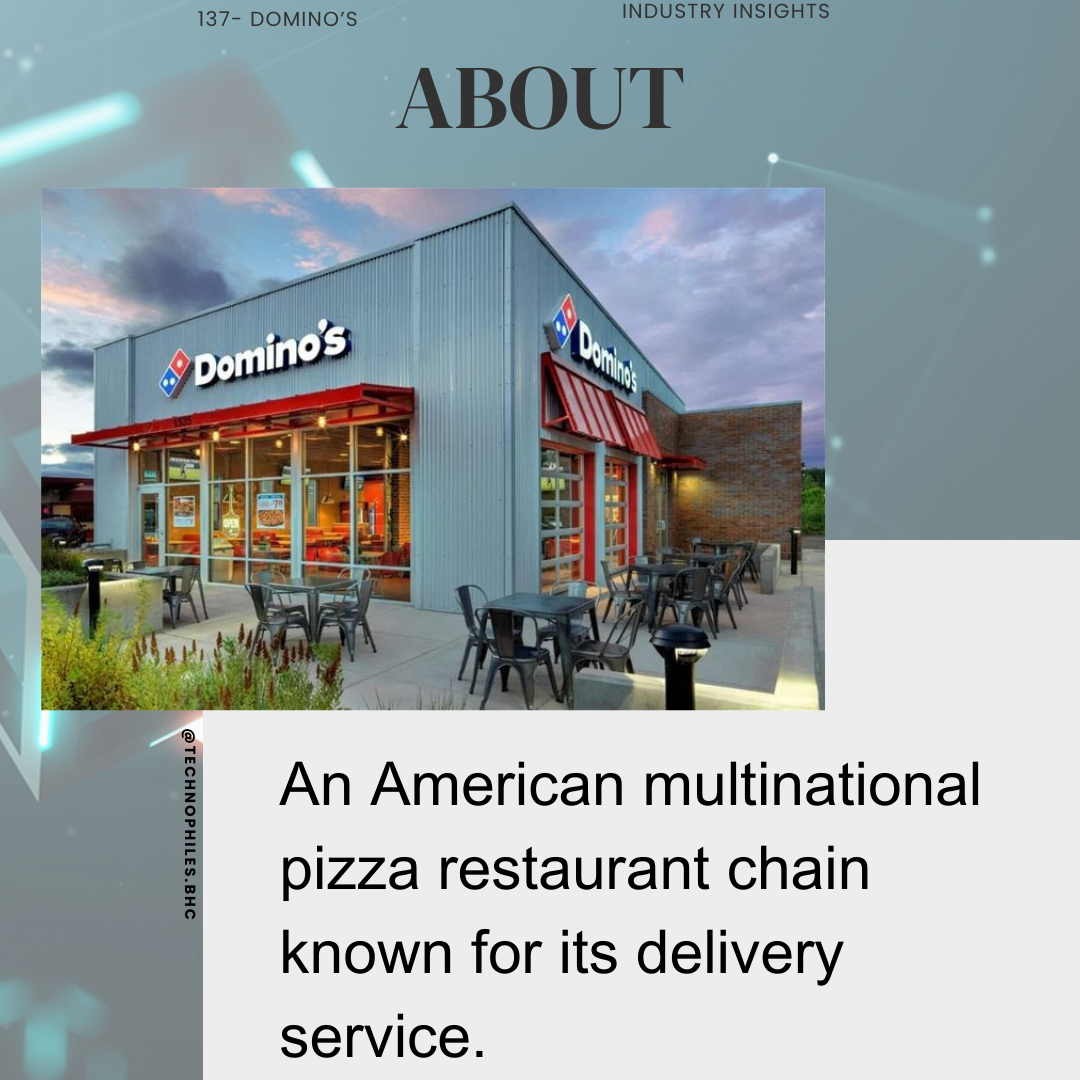 137- DOMINO'S
INDUSTRY INSIGHTS
ABOUT
Domino's
Domino's
1535
OPEN
@TECHNOPHILES.BHC
An American multinational
pizza restaurant chain
known for its delivery
service.